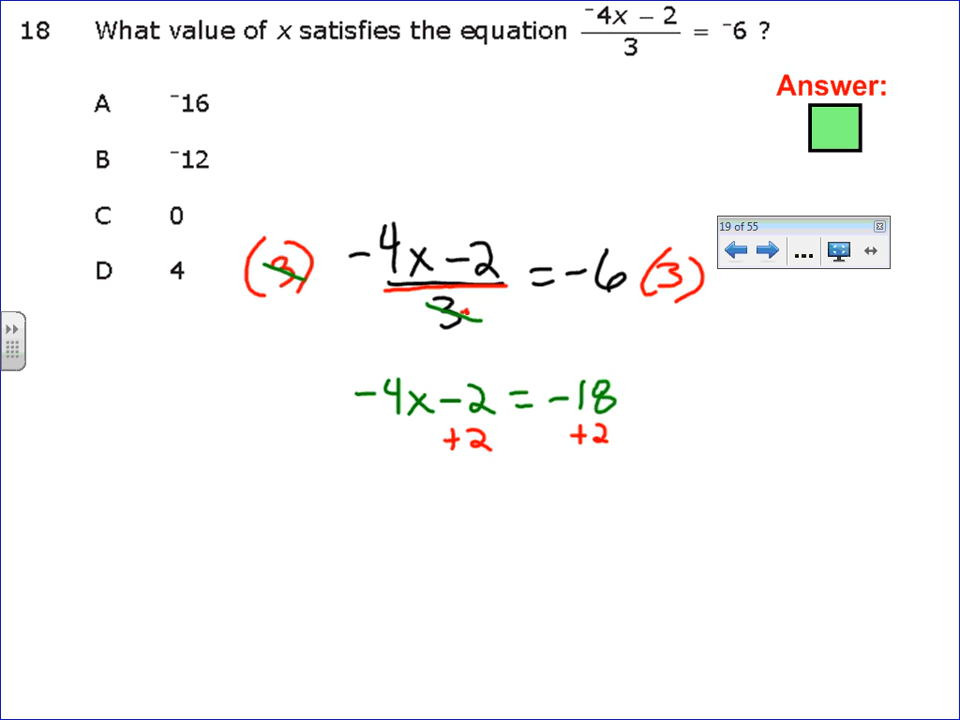 18 What value of x satisfies the equation ⁻4x − 2 / 3 = ⁻6 ?
Answer:
A ⁻16
B ⁻12
C 0
D 4
19 of 55
...
(3) -4x-2 / 3 = -6 (3)
-4x-2 = -18
+2 +2